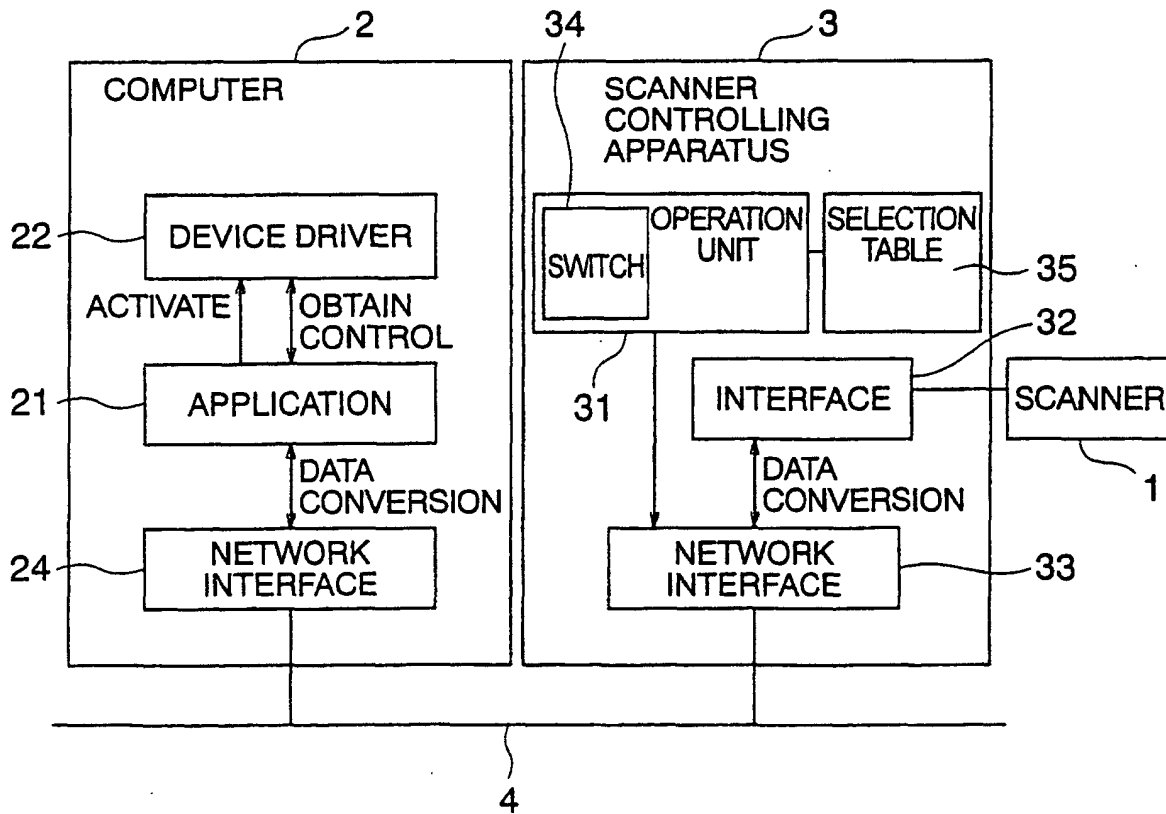 2
34
3
COMPUTER
SCANNER
CONTROLLING
APPARATUS
22
DEVICE DRIVER
SWITCH
OPERATION
UNIT
SELECTION
TABLE
35
ACTIVATE
OBTAIN
CONTROL
31
32
21
APPLICATION
INTERFACE
SCANNER
1
DATA
CONVERSION
DATA
CONVERSION
24
NETWORK
INTERFACE
NETWORK
INTERFACE
33
4